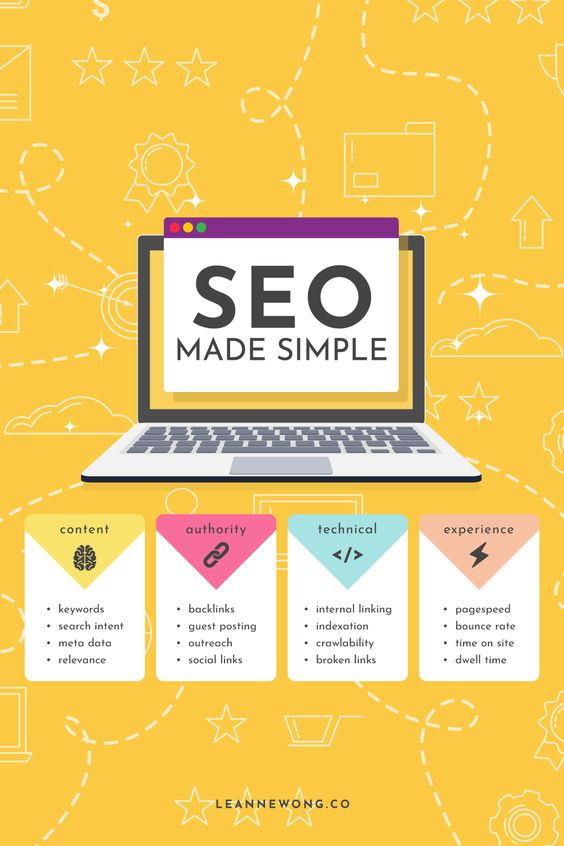 SEO
MADE SIMPLE
content
• keywords
• search intent
• meta data
• relevance
authority
• backlinks
• guest posting
• outreach
• social links
technical
</>
• internal linking
• indexation
• crawlability
• broken links
experience
• pagespeed
• bounce rate
• time on site
• dwell time
LEANNEWONG.CO